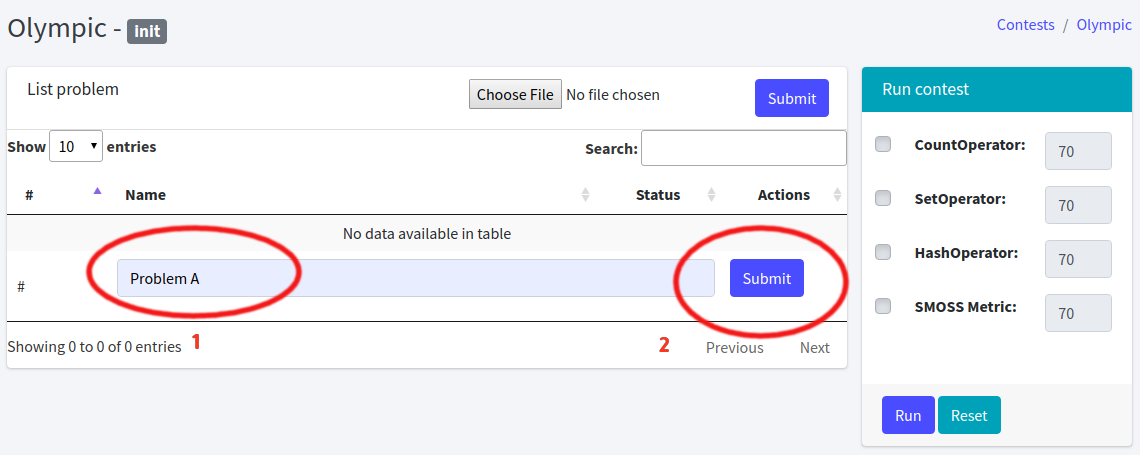 Olympic - init
Contests / Olympic
List problem
Choose File No file chosen
Submit
Show 10 entries
Search:
# Name Status Actions
No data available in table
# Problem A Submit
Showing 0 to 0 of 0 entries 1 2 Previous Next
Run contest
CountOperator: 70
SetOperator: 70
HashOperator: 70
SMOSS Metric: 70
Run Reset